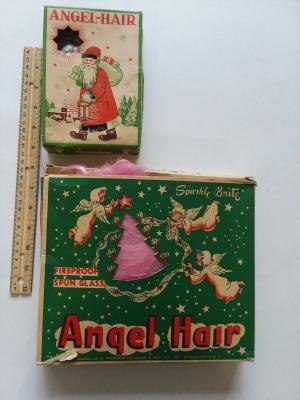 ANGEL-HAIR
Sparkle Brite
FIREPROOF
SPUN GLASS
Angel Hair